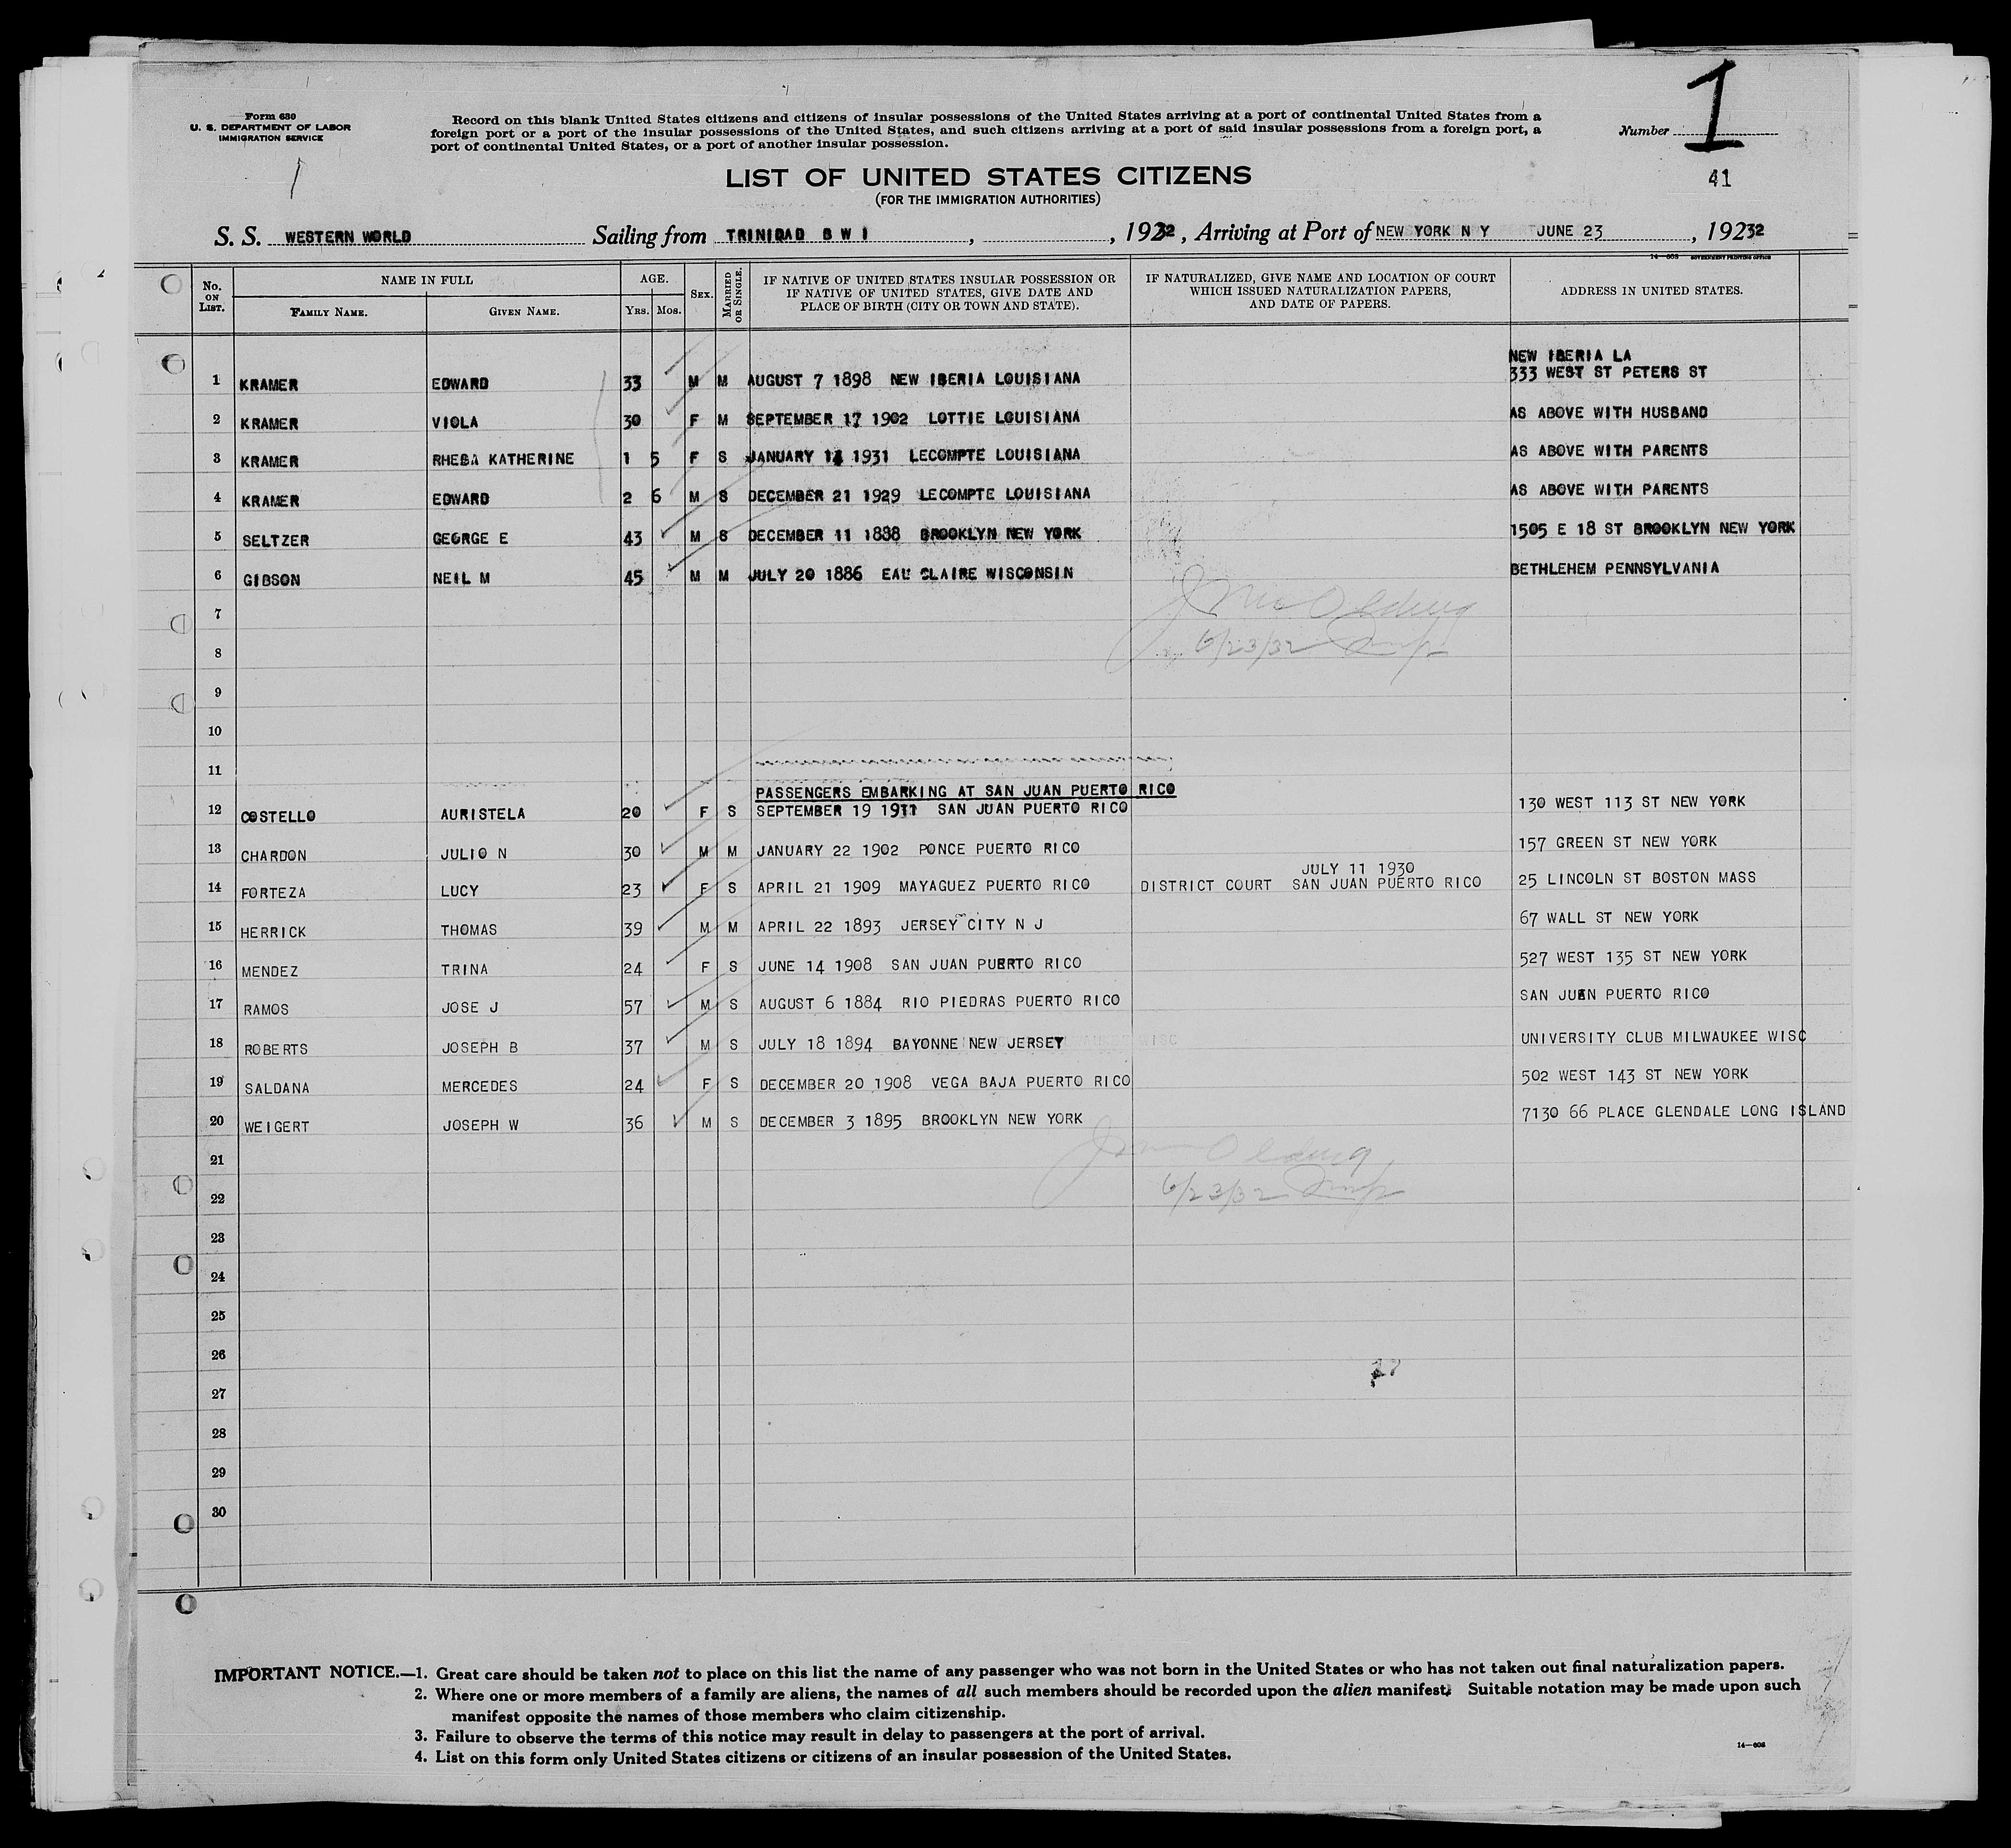 1
Form 630
U. S. DEPARTMENT OF LABOR
IMMIGRATION SERVICE
Record on this blank United States citizens and citizens of insular possessions of the United States arriving at a port of continental United States from a
foreign port or a port of the insular possessions of the United States, and such citizens arriving at a port of said insular possessions from a foreign port, a
port of continental United States, or a port of another insular possession.
Number
41
LIST OF UNITED STATES CITIZENS
(FOR THE IMMIGRATION AUTHORITIES)
S. S. WESTERN WORLD Sailing from TRINIDAD B W I , , 1932 , Arriving at Port of NEW YORK N Y JUNE 23 , 19232
14—608 GOVERNMENT PRINTING OFFICE
No. ON LIST. NAME IN FULL FAMILY NAME. GIVEN NAME. AGE. YRS. MOS. SEX. MARRIED OR SINGLE. IF NATIVE OF UNITED STATES INSULAR POSSESSION OR IF NATIVE OF UNITED STATES, GIVE DATE AND PLACE OF BIRTH (CITY OR TOWN AND STATE). IF NATURALIZED, GIVE NAME AND LOCATION OF COURT WHICH ISSUED NATURALIZATION PAPERS, AND DATE OF PAPERS. ADDRESS IN UNITED STATES.
NEW IBERIA LA
1 KRAMER EDWARD 33 M M AUGUST 7 1898 NEW IBERIA LOUISIANA 333 WEST ST PETERS ST
2 KRAMER VIOLA 30 F M SEPTEMBER 17 1902 LOTTIE LOUISIANA AS ABOVE WITH HUSBAND
3 KRAMER RHEBA KATHERINE 1 5 F S JANUARY 14 1931 LECOMPTE LOUISIANA AS ABOVE WITH PARENTS
4 KRAMER EDWARD 2 6 M S DECEMBER 21 1929 LECOMPTE LOUISIANA AS ABOVE WITH PARENTS
5 SELTZER GEORGE E 43 M S DECEMBER 11 1888 BROOKLYN NEW YORK 1505 E 18 ST BROOKLYN NEW YORK
6 GIBSON NEIL M 45 M M JULY 20 1886 EAU CLAIRE WISCONSIN BETHLEHEM PENNSYLVANIA
7
8 6/23/32
9
10
11
PASSENGERS EMBARKING AT SAN JUAN PUERTO RICO
12 COSTELLO AURISTELA 20 F S SEPTEMBER 19 1911 SAN JUAN PUERTO RICO 130 WEST 113 ST NEW YORK
13 CHARDON JULIO N 30 M M JANUARY 22 1902 PONCE PUERTO RICO 157 GREEN ST NEW YORK
JULY 11 1930
14 FORTEZA LUCY 23 F S APRIL 21 1909 MAYAGUEZ PUERTO RICO DISTRICT COURT SAN JUAN PUERTO RICO 25 LINCOLN ST BOSTON MASS
15 HERRICK THOMAS 39 M M APRIL 22 1893 JERSEY CITY N J 67 WALL ST NEW YORK
16 MENDEZ TRINA 24 F S JUNE 14 1908 SAN JUAN PUERTO RICO 527 WEST 135 ST NEW YORK
17 RAMOS JOSE J 57 M S AUGUST 6 1884 RIO PIEDRAS PUERTO RICO SAN JUAN PUERTO RICO
18 ROBERTS JOSEPH B 37 M S JULY 18 1894 BAYONNE NEW JERSEY UNIVERSITY CLUB MILWAUKEE WISC
19 SALDANA MERCEDES 24 F S DECEMBER 20 1908 VEGA BAJA PUERTO RICO 502 WEST 143 ST NEW YORK
20 WEIGERT JOSEPH W 36 M S DECEMBER 3 1895 BROOKLYN NEW YORK 7130 66 PLACE GLENDALE LONG ISLAND
21
22 6/23/32
23
24
25
26
27
28
29
30
IMPORTANT NOTICE.—1. Great care should be taken not to place on this list the name of any passenger who was not born in the United States or who has not taken out final naturalization papers.
2. Where one or more members of a family are aliens, the names of all such members should be recorded upon the alien manifest. Suitable notation may be made upon such
manifest opposite the names of those members who claim citizenship.
3. Failure to observe the terms of this notice may result in delay to passengers at the port of arrival.
4. List on this form only United States citizens or citizens of an insular possession of the United States.
14—608